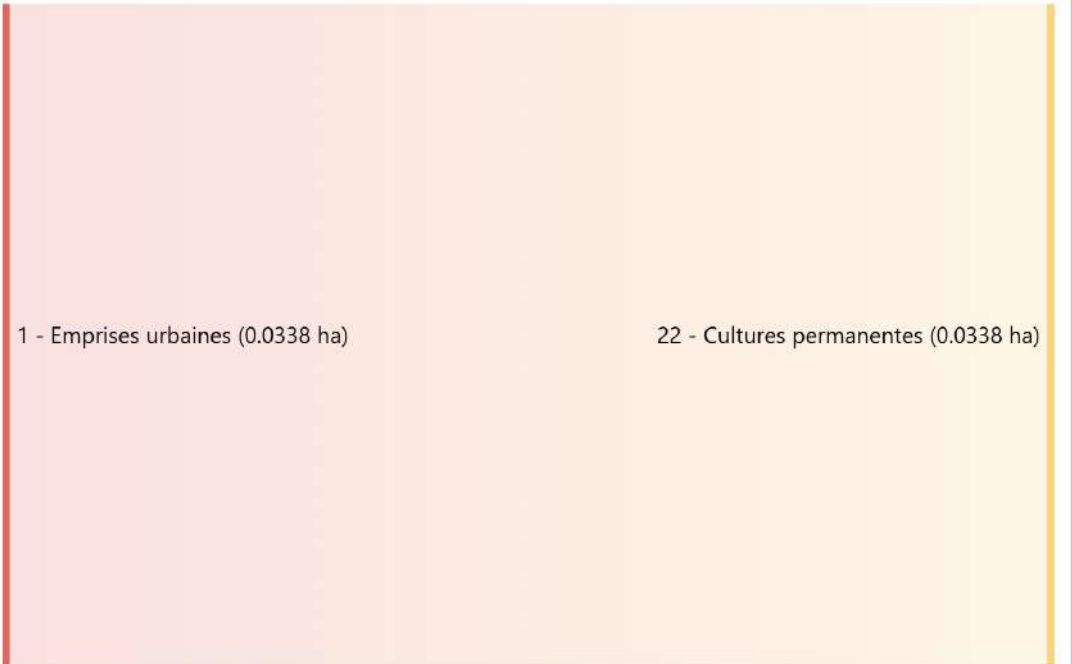 1 - Emprises urbaines (0.0338 ha)
22 - Cultures permanentes (0.0338 ha)